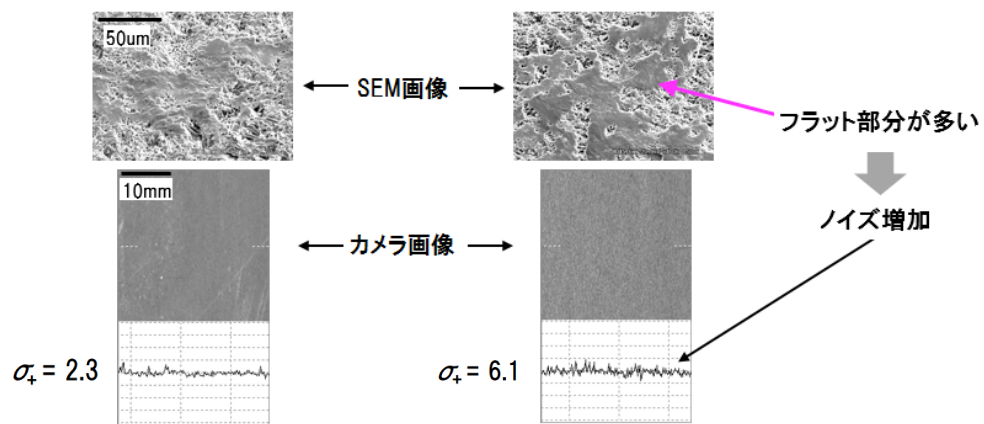 50um
SEM画像
フラット部分が多い
10mm
ノイズ増加
カメラ画像
σ+ = 2.3
σ+ = 6.1